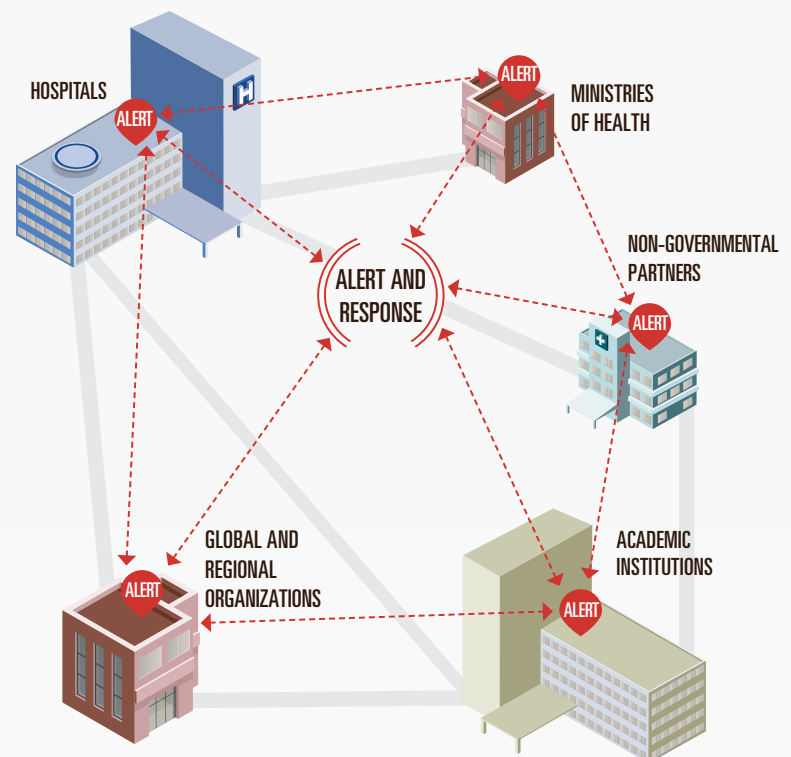 HOSPITALS
ALERT
H
ALERT
MINISTRIES
OF HEALTH
ALERT AND
RESPONSE
NON-GOVERNMENTAL
PARTNERS
ALERT
GLOBAL AND
REGIONAL
ORGANIZATIONS
ALERT
ACADEMIC
INSTITUTIONS
ALERT